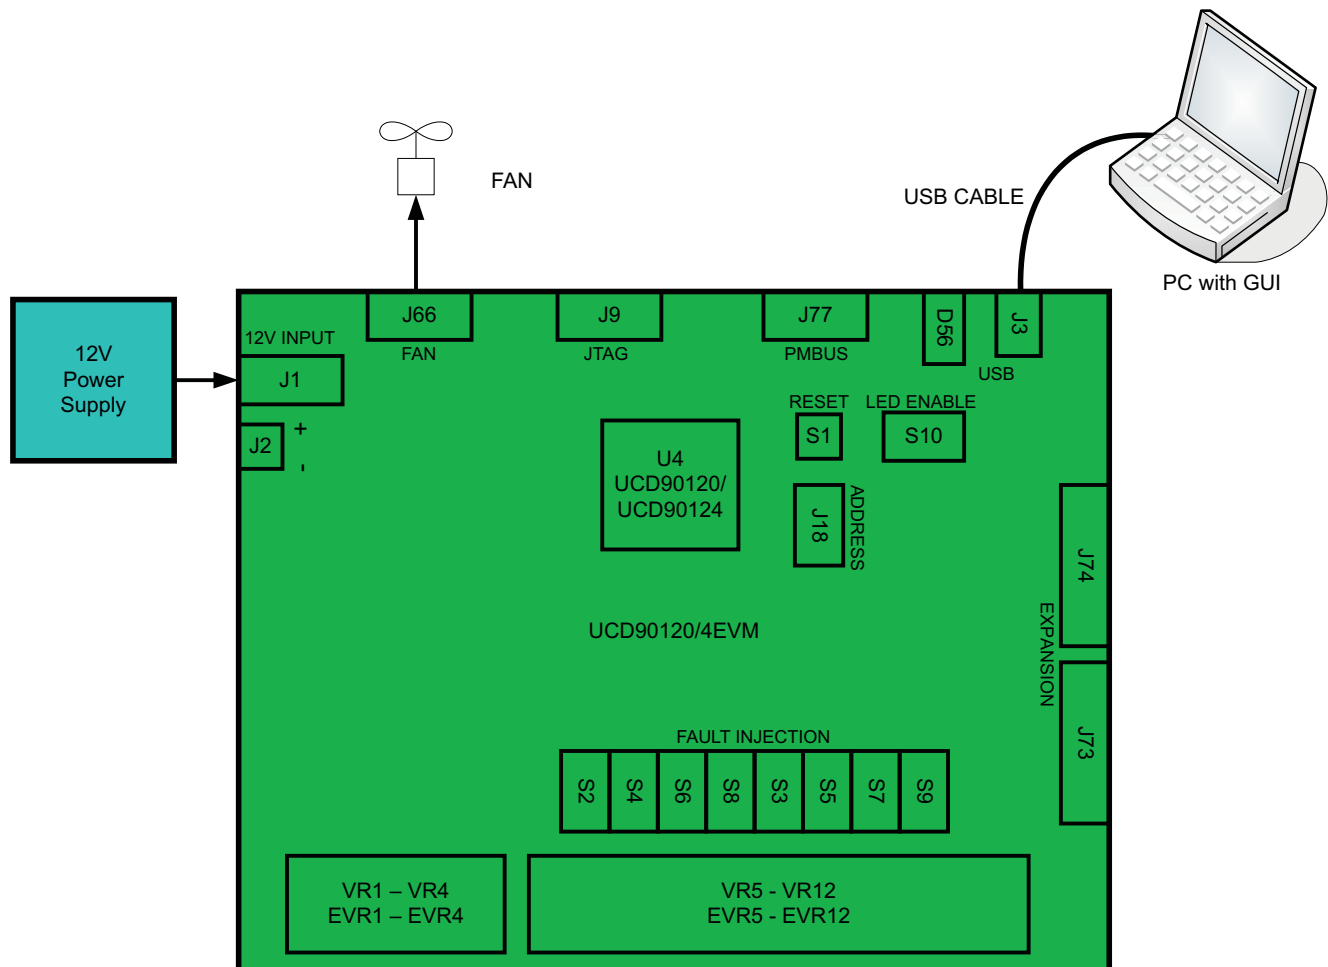 FAN
USB CABLE
PC with GUI
12V
Power
Supply
12V INPUT
J1
J2
+
-
J66
FAN
J9
JTAG
J77
PMBUS
D56
J3
USB
RESET
S1
LED ENABLE
S10
U4
UCD90120/
UCD90124
J18
ADDRESS
J74
EXPANSION
J73
UCD90120/4EVM
FAULT INJECTION
S2
S4
S6
S8
S3
S5
S7
S9
VR1 – VR4
EVR1 – EVR4
VR5 - VR12
EVR5 - EVR12